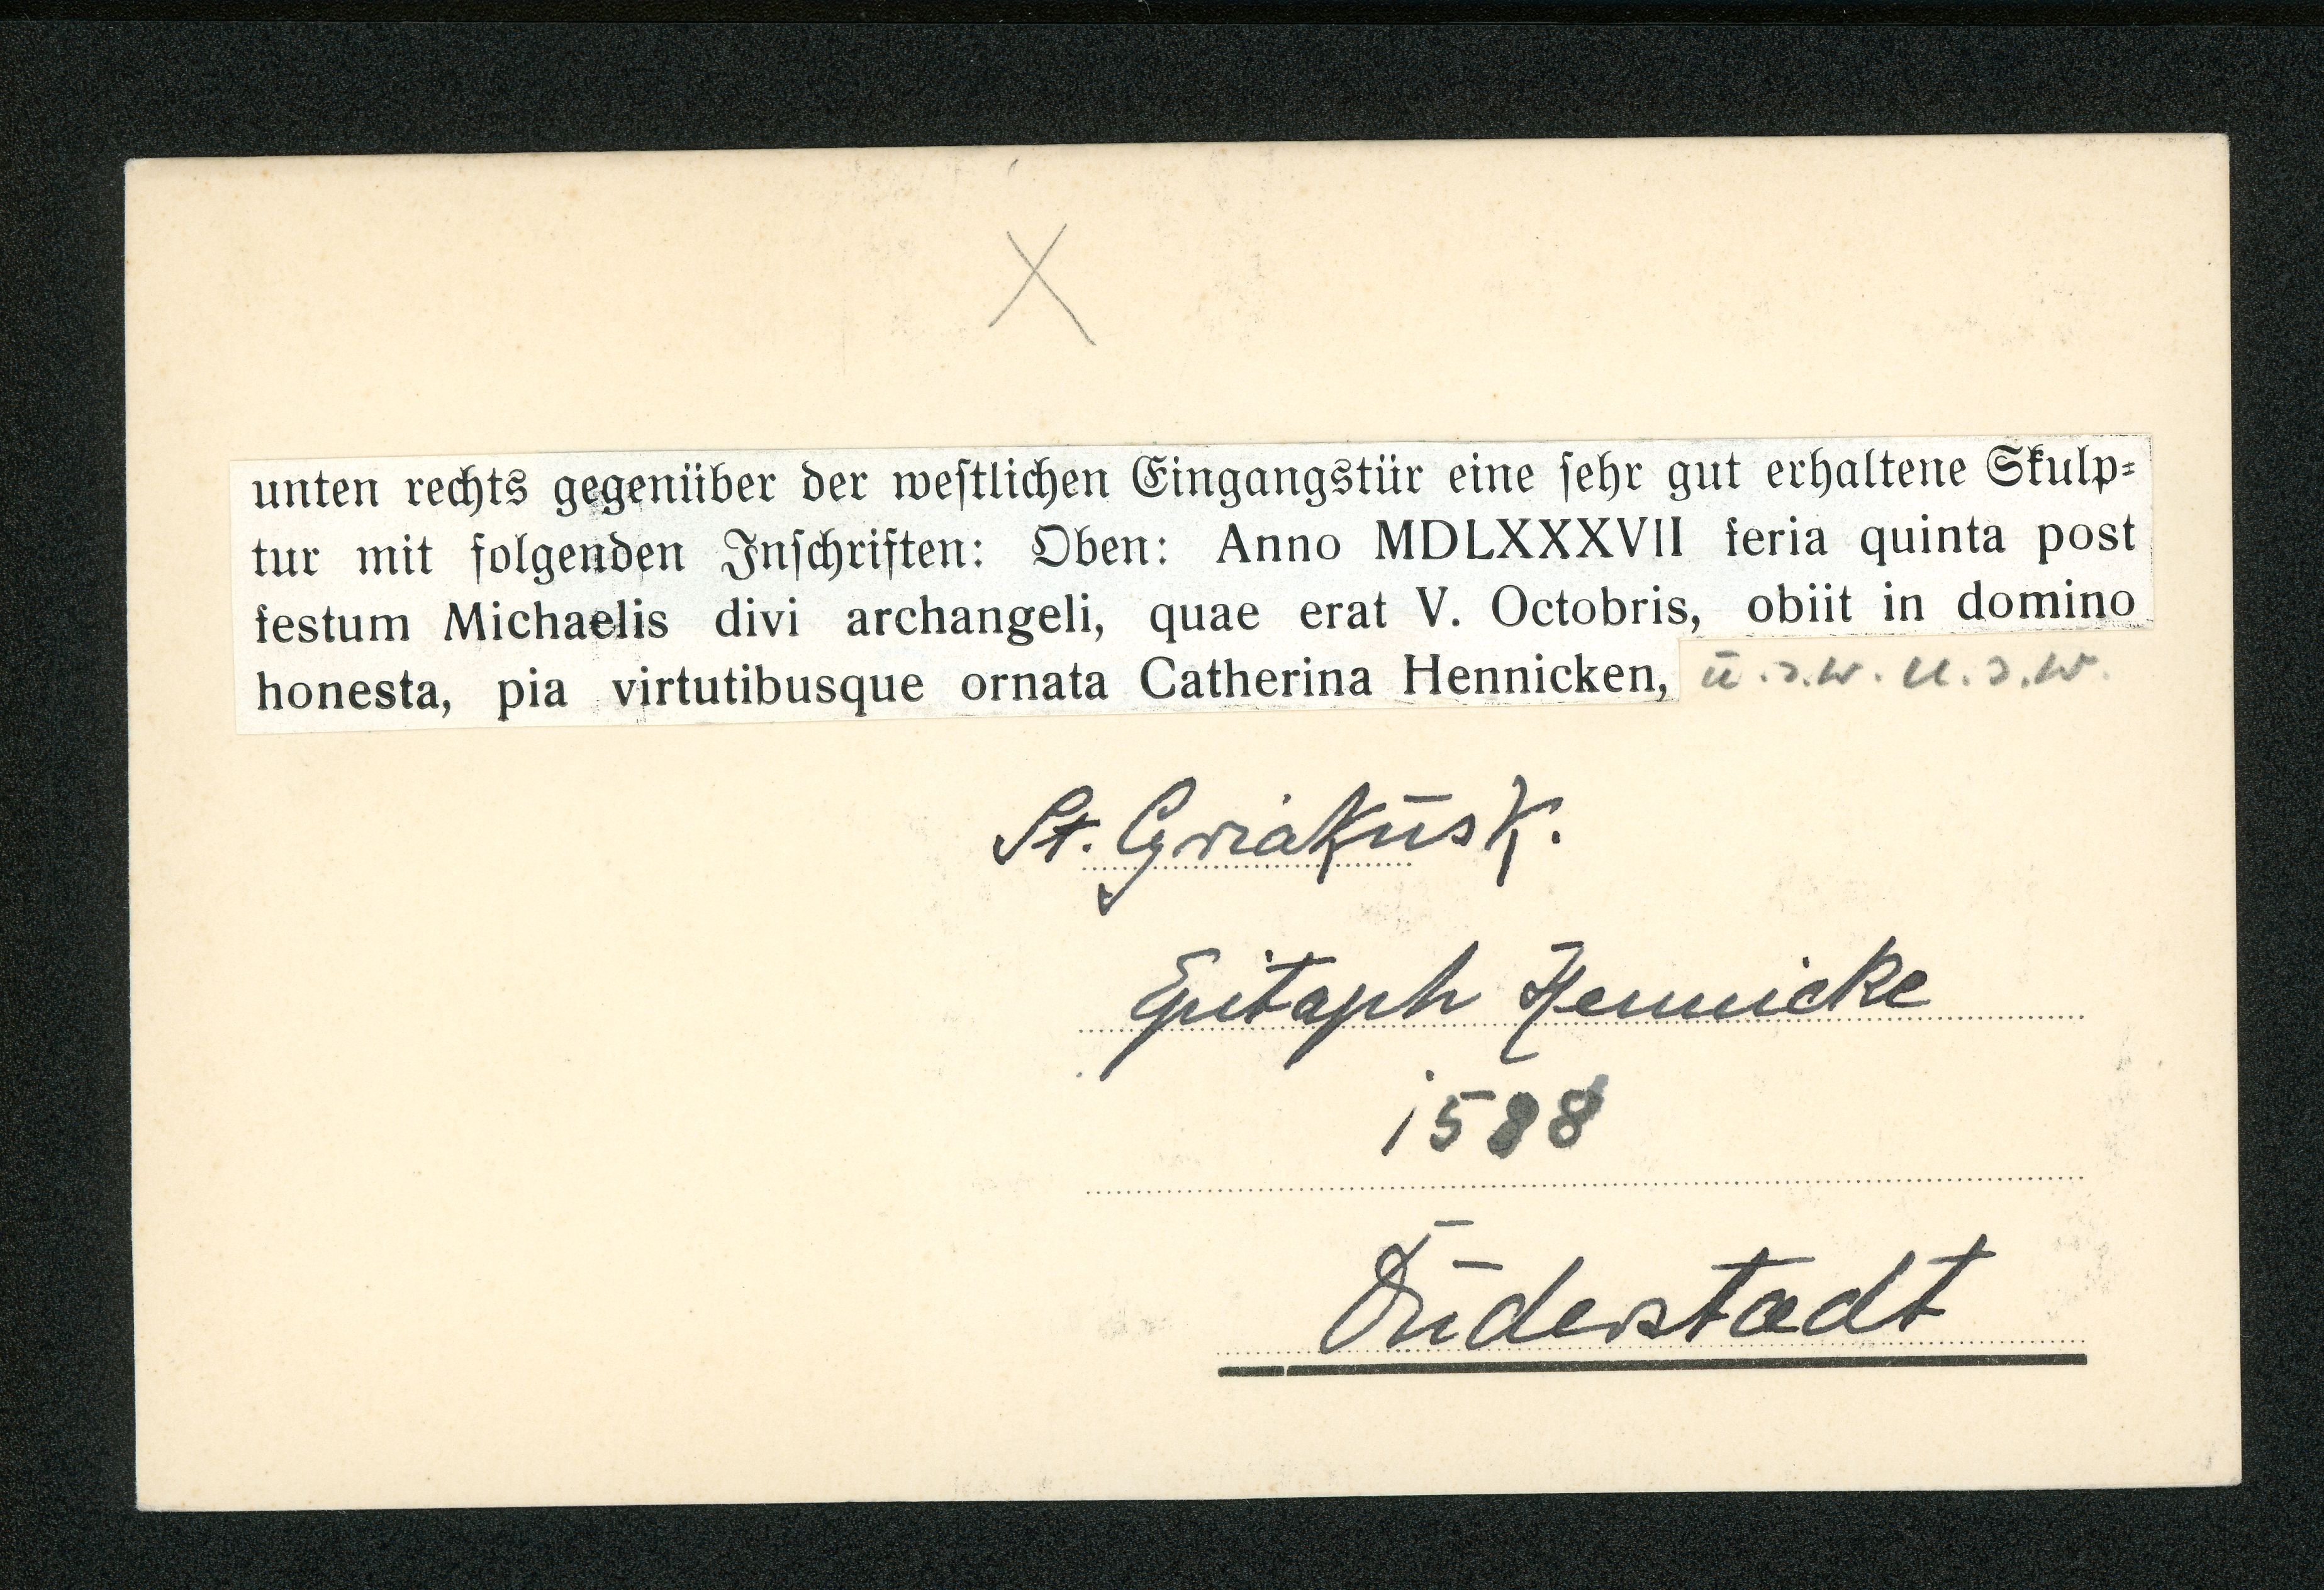 X
unten rechts gegenüber der westlichen Eingangstür eine sehr gut erhaltene Skulp-
tur mit folgenden Inschriften: Oben: Anno MDLXXXVII feria quinta post
festum Michaelis divi archangeli, quae erat V. Octobris, obiit in domino
honesta, pia virtutibusque ornata Catherina Hennicken, u.s.w. u.s.w.
St. Cyriakus K.
Epitaph Hennicke
1588
Duderstadt